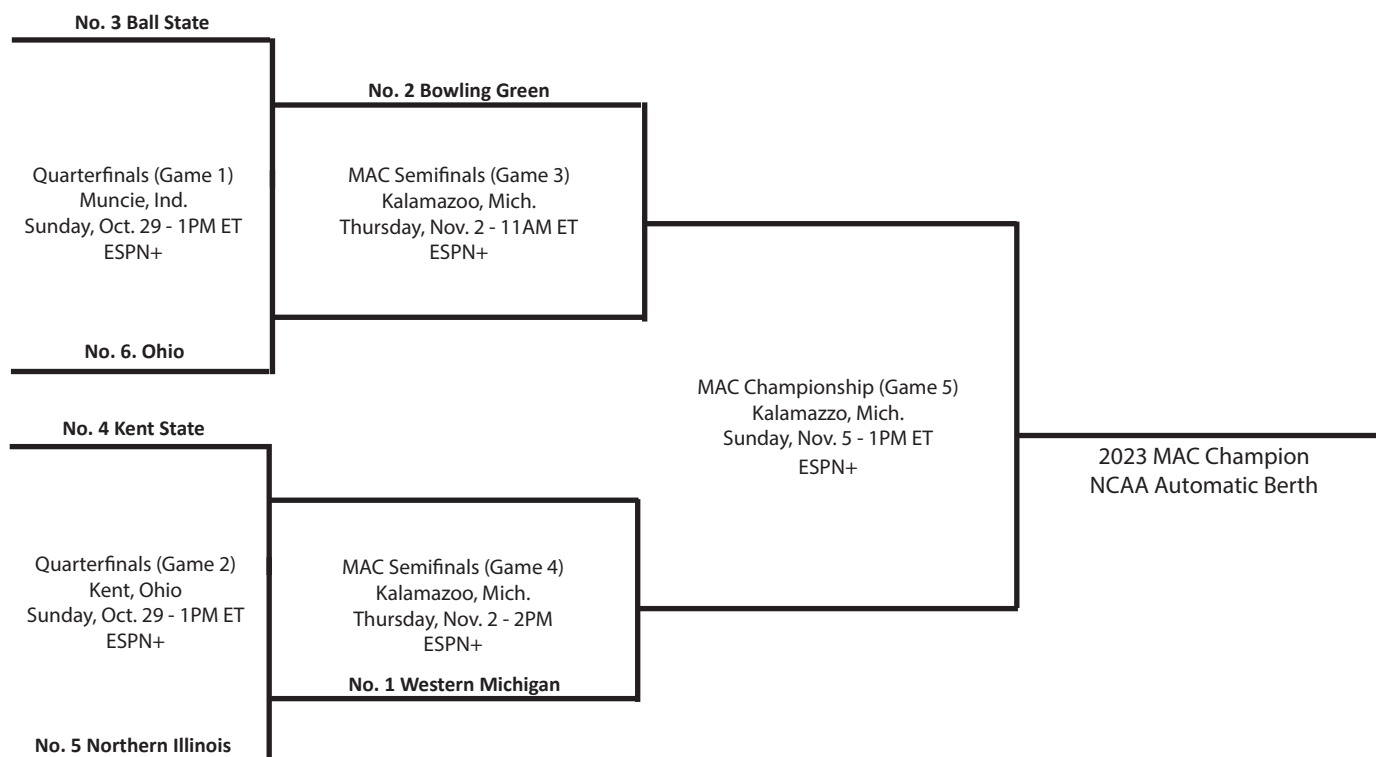 No. 3 Ball State
No. 2 Bowling Green
Quarterfinals (Game 1)
Muncie, Ind.
Sunday, Oct. 29 - 1PM ET
ESPN+
MAC Semifinals (Game 3)
Kalamazoo, Mich.
Thursday, Nov. 2 - 11AM ET
ESPN+
No. 6. Ohio
No. 4 Kent State
MAC Championship (Game 5)
Kalamazzo, Mich.
Sunday, Nov. 5 - 1PM ET
ESPN+
2023 MAC Champion
NCAA Automatic Berth
Quarterfinals (Game 2)
Kent, Ohio
Sunday, Oct. 29 - 1PM ET
ESPN+
MAC Semifinals (Game 4)
Kalamazoo, Mich.
Thursday, Nov. 2 - 2PM
ESPN+
No. 1 Western Michigan
No. 5 Northern Illinois